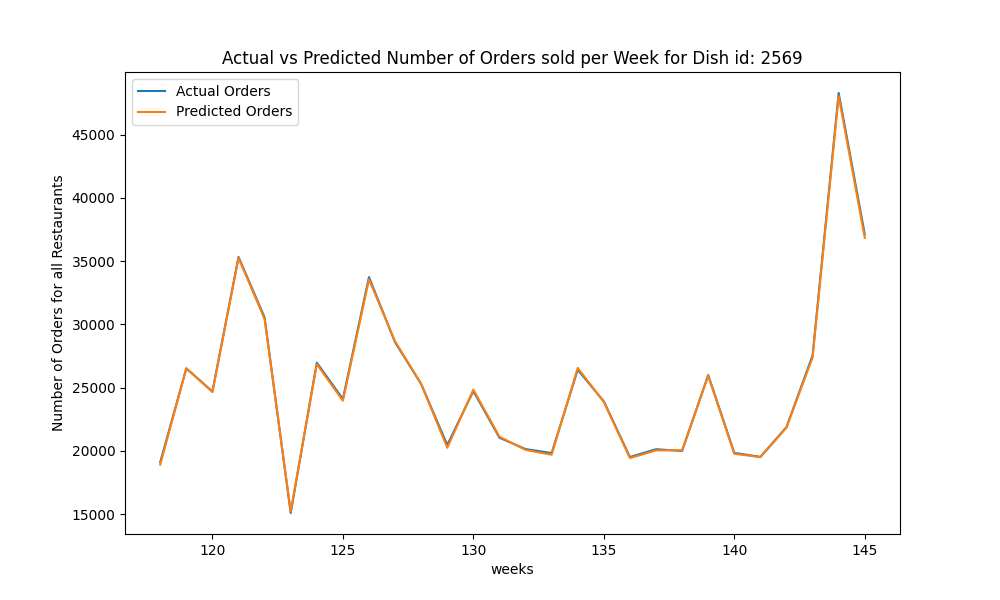 Actual vs Predicted Number of Orders sold per Week for Dish id: 2569
Actual Orders
Predicted Orders
Number of Orders for all Restaurants
45000
40000
35000
30000
25000
20000
15000
120
125
130
135
140
145
weeks